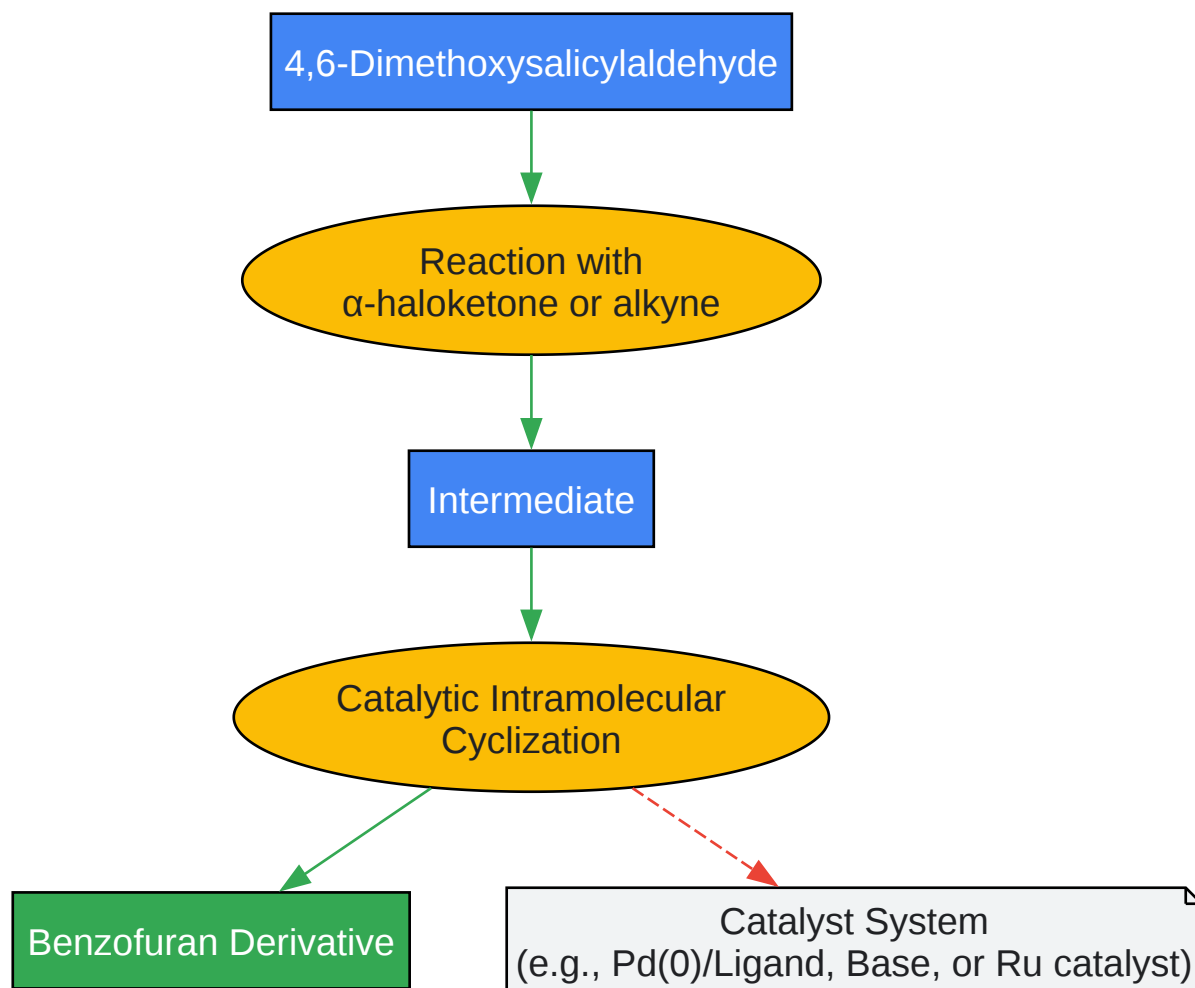 4,6-Dimethoxysalicylaldehyde
Reaction with
α-haloketone or alkyne
Intermediate
Catalytic Intramolecular
Cyclization
Benzofuran Derivative
Catalyst System
(e.g., Pd(0)/Ligand, Base, or Ru catalyst)